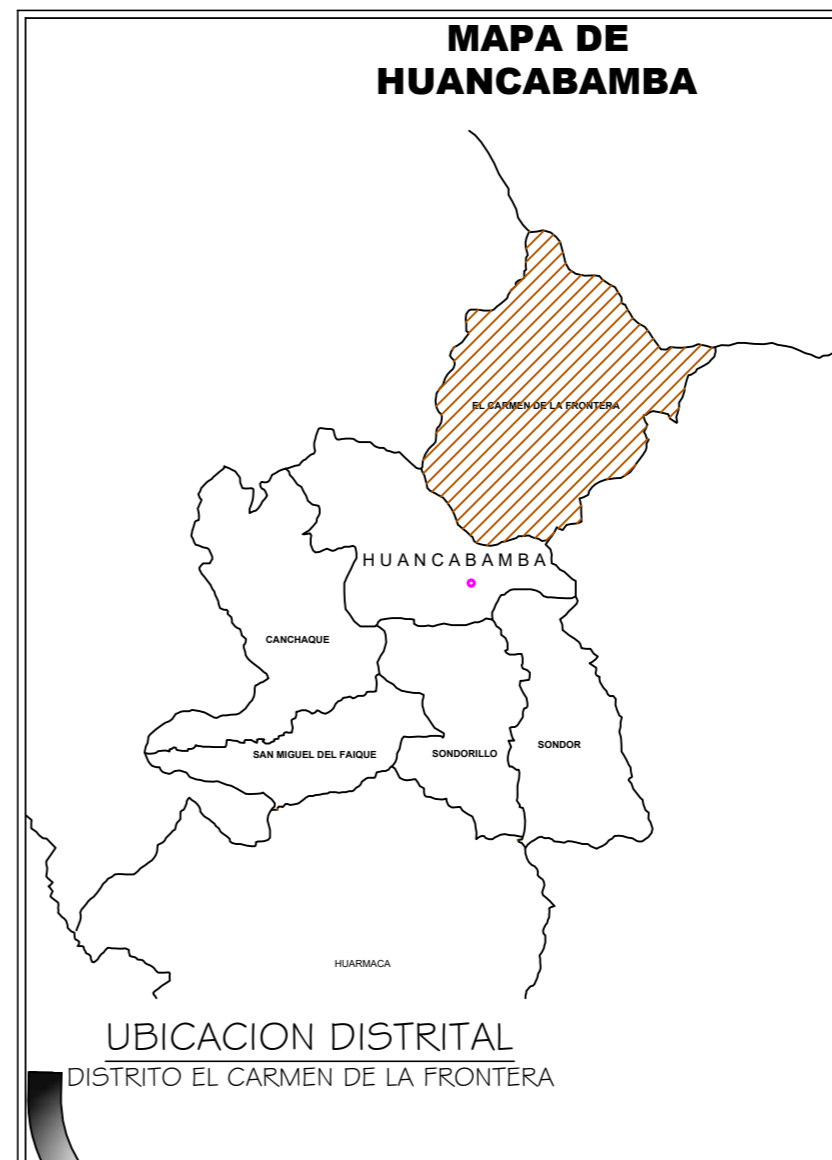 MAPA DE
HUANCABAMBA
EL CARMEN DE LA FRONTERA
HUANCABAMBA
CANCHAQUE
SAN MIGUEL DEL FAIQUE
SONDORILLO
SONDOR
HUARMACA
UBICACION DISTRITAL
DISTRITO EL CARMEN DE LA FRONTERA